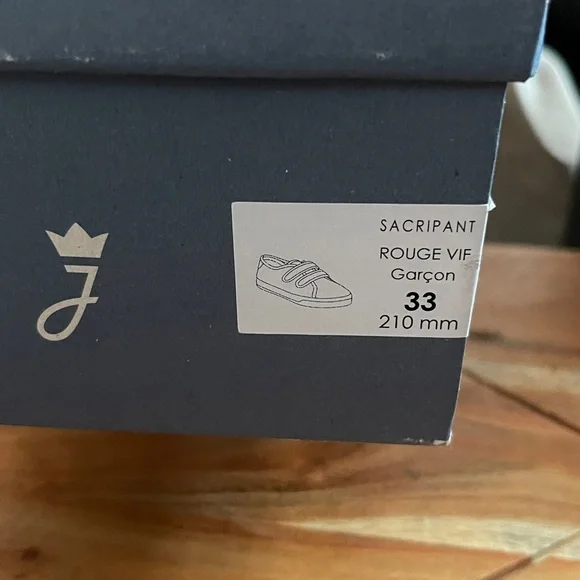 J
SACRIPANT
ROUGE VIF
Garçon
33
210 mm